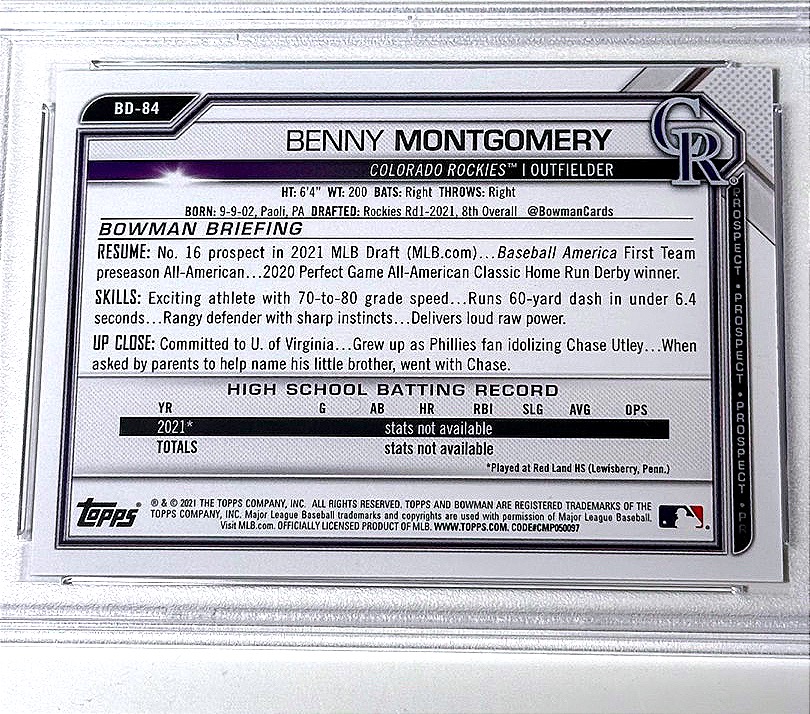 BD-84
BENNY MONTGOMERY
COLORADO ROCKIES™ | OUTFIELDER
CR
HT: 6'4" WT: 200 BATS: Right THROWS: Right
BORN: 9-9-02, Paoli, PA DRAFTED: Rockies Rd1-2021, 8th Overall @BowmanCards
BOWMAN BRIEFING
RESUME: No. 16 prospect in 2021 MLB Draft (MLB.com)...Baseball America First Team
preseason All-American...2020 Perfect Game All-American Classic Home Run Derby winner.
SKILLS: Exciting athlete with 70-to-80 grade speed...Runs 60-yard dash in under 6.4
seconds...Rangy defender with sharp instincts...Delivers loud raw power.
UP CLOSE: Committed to U. of Virginia...Grew up as Phillies fan idolizing Chase Utley...When
asked by parents to help name his little brother, went with Chase.
HIGH SCHOOL BATTING RECORD
YR G AB HR RBI SLG AVG OPS
2021* stats not available
TOTALS stats not available
*Played at Red Land HS (Lewisberry, Penn.)
PROSPECT • PROSPECT • PROSPECT • PR
Topps
® & © 2021 THE TOPPS COMPANY, INC. ALL RIGHTS RESERVED. TOPPS AND BOWMAN ARE REGISTERED TRADEMARKS OF THE
TOPPS COMPANY, INC. Major League Baseball trademarks and copyrights are used with permission of Major League Baseball.
Visit MLB.com. OFFICIALLY LICENSED PRODUCT OF MLB. WWW.TOPPS.COM. CODE#CMP050097